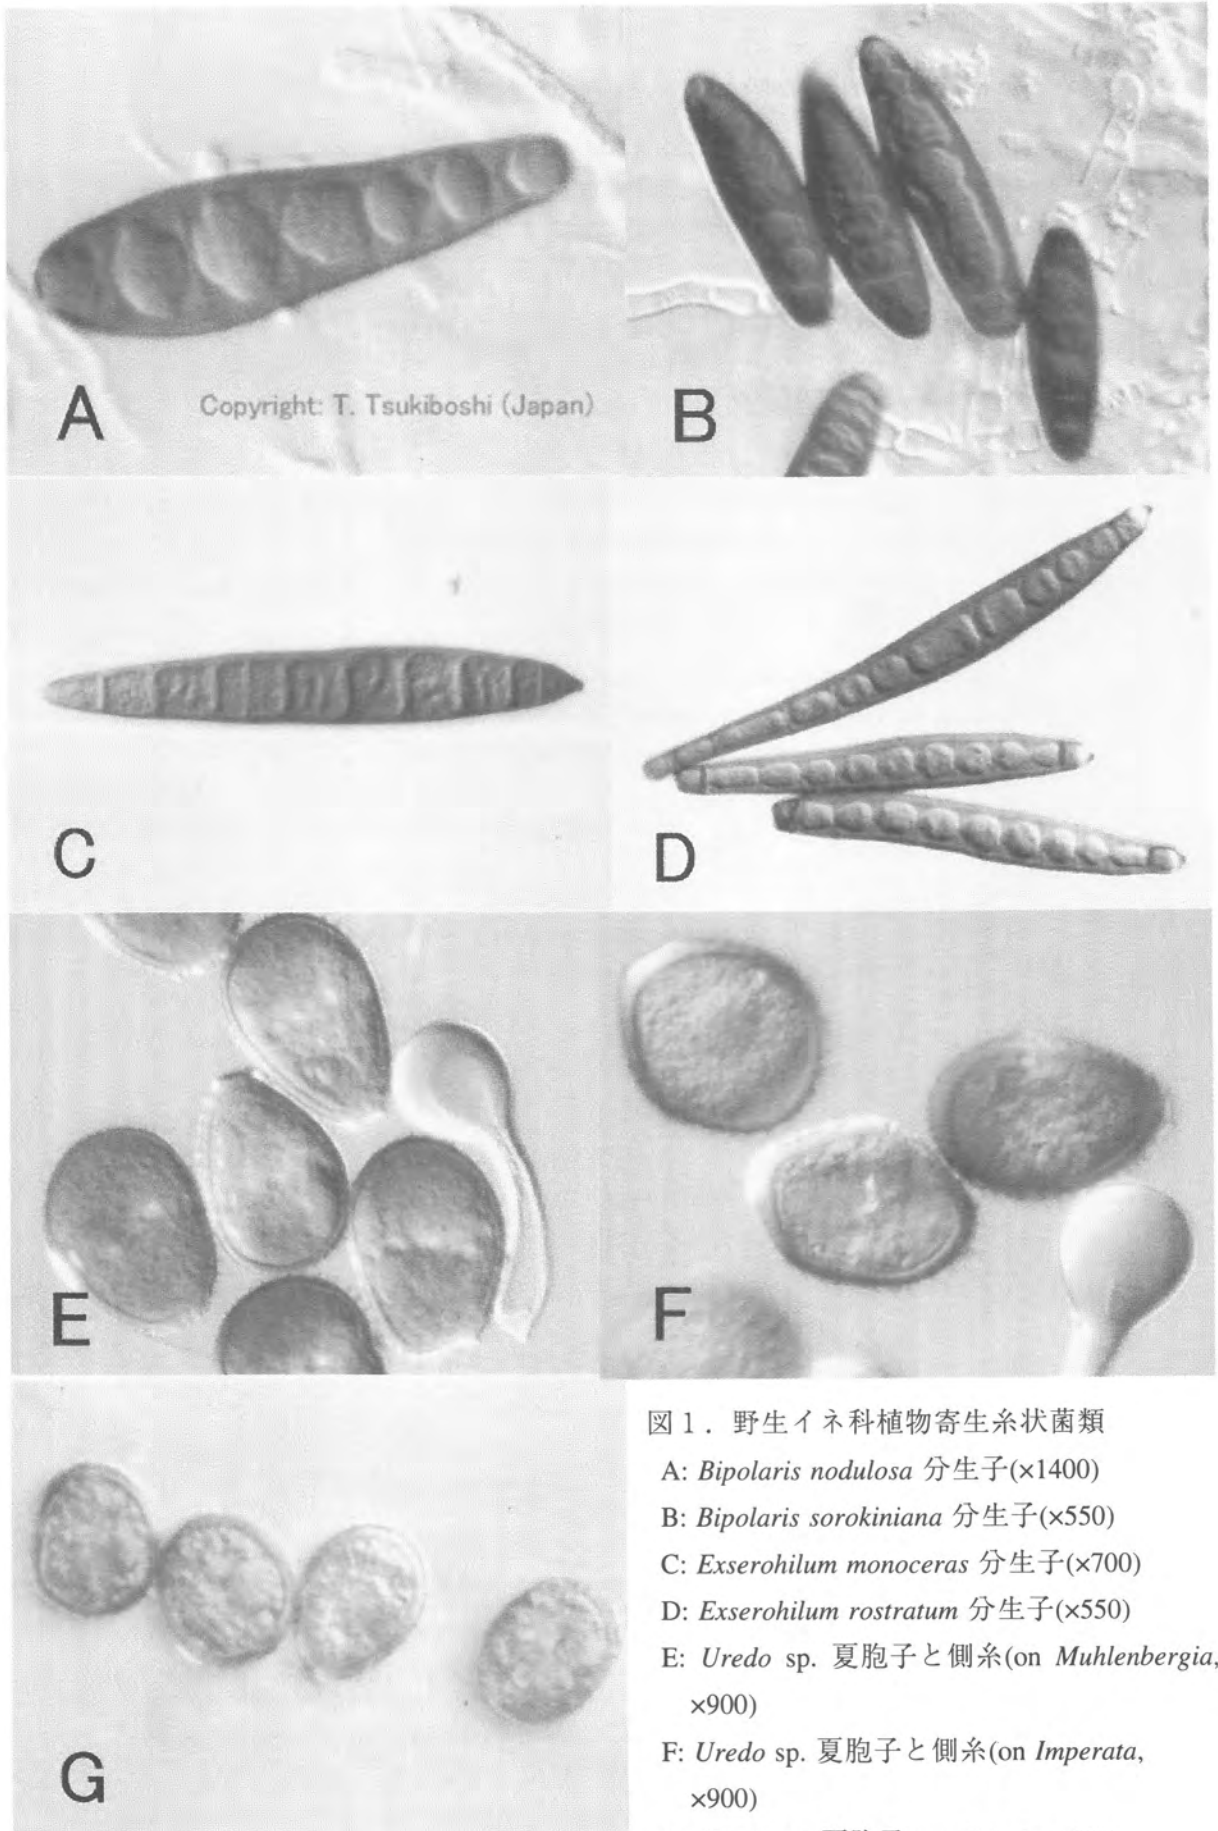 A
Copyright: T. Tsukiboshi (Japan)
B
C
D
E
F
G
図1．野生イネ科植物寄生糸状菌類
A: Bipolaris nodulosa 分生子(×1400)
B: Bipolaris sorokiniana 分生子(×550)
C: Exserohilum monoceras 分生子(×700)
D: Exserohilum rostratum 分生子(×550)
E: Uredo sp. 夏胞子と側糸(on Muhlenbergia,
×900)
F: Uredo sp. 夏胞子と側糸(on Imperata,
×900)